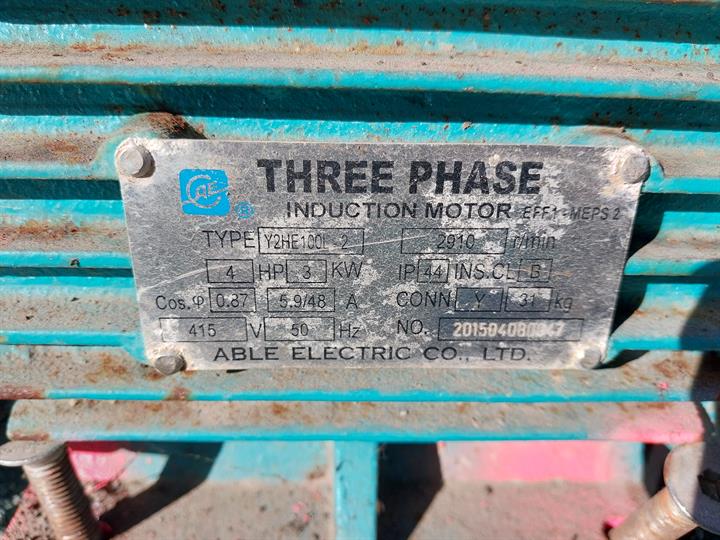 AE ®
THREE PHASE
INDUCTION MOTOR EFF1 MEPS 2
TYPE Y2HE100L-2 2910 r/min
4 HP 3 KW IP 44 INS.CL B
Cos.φ 0.87 5.9/48 A CONN Y 31 kg
415 V 50 Hz NO.
ABLE ELECTRIC CO., LTD.